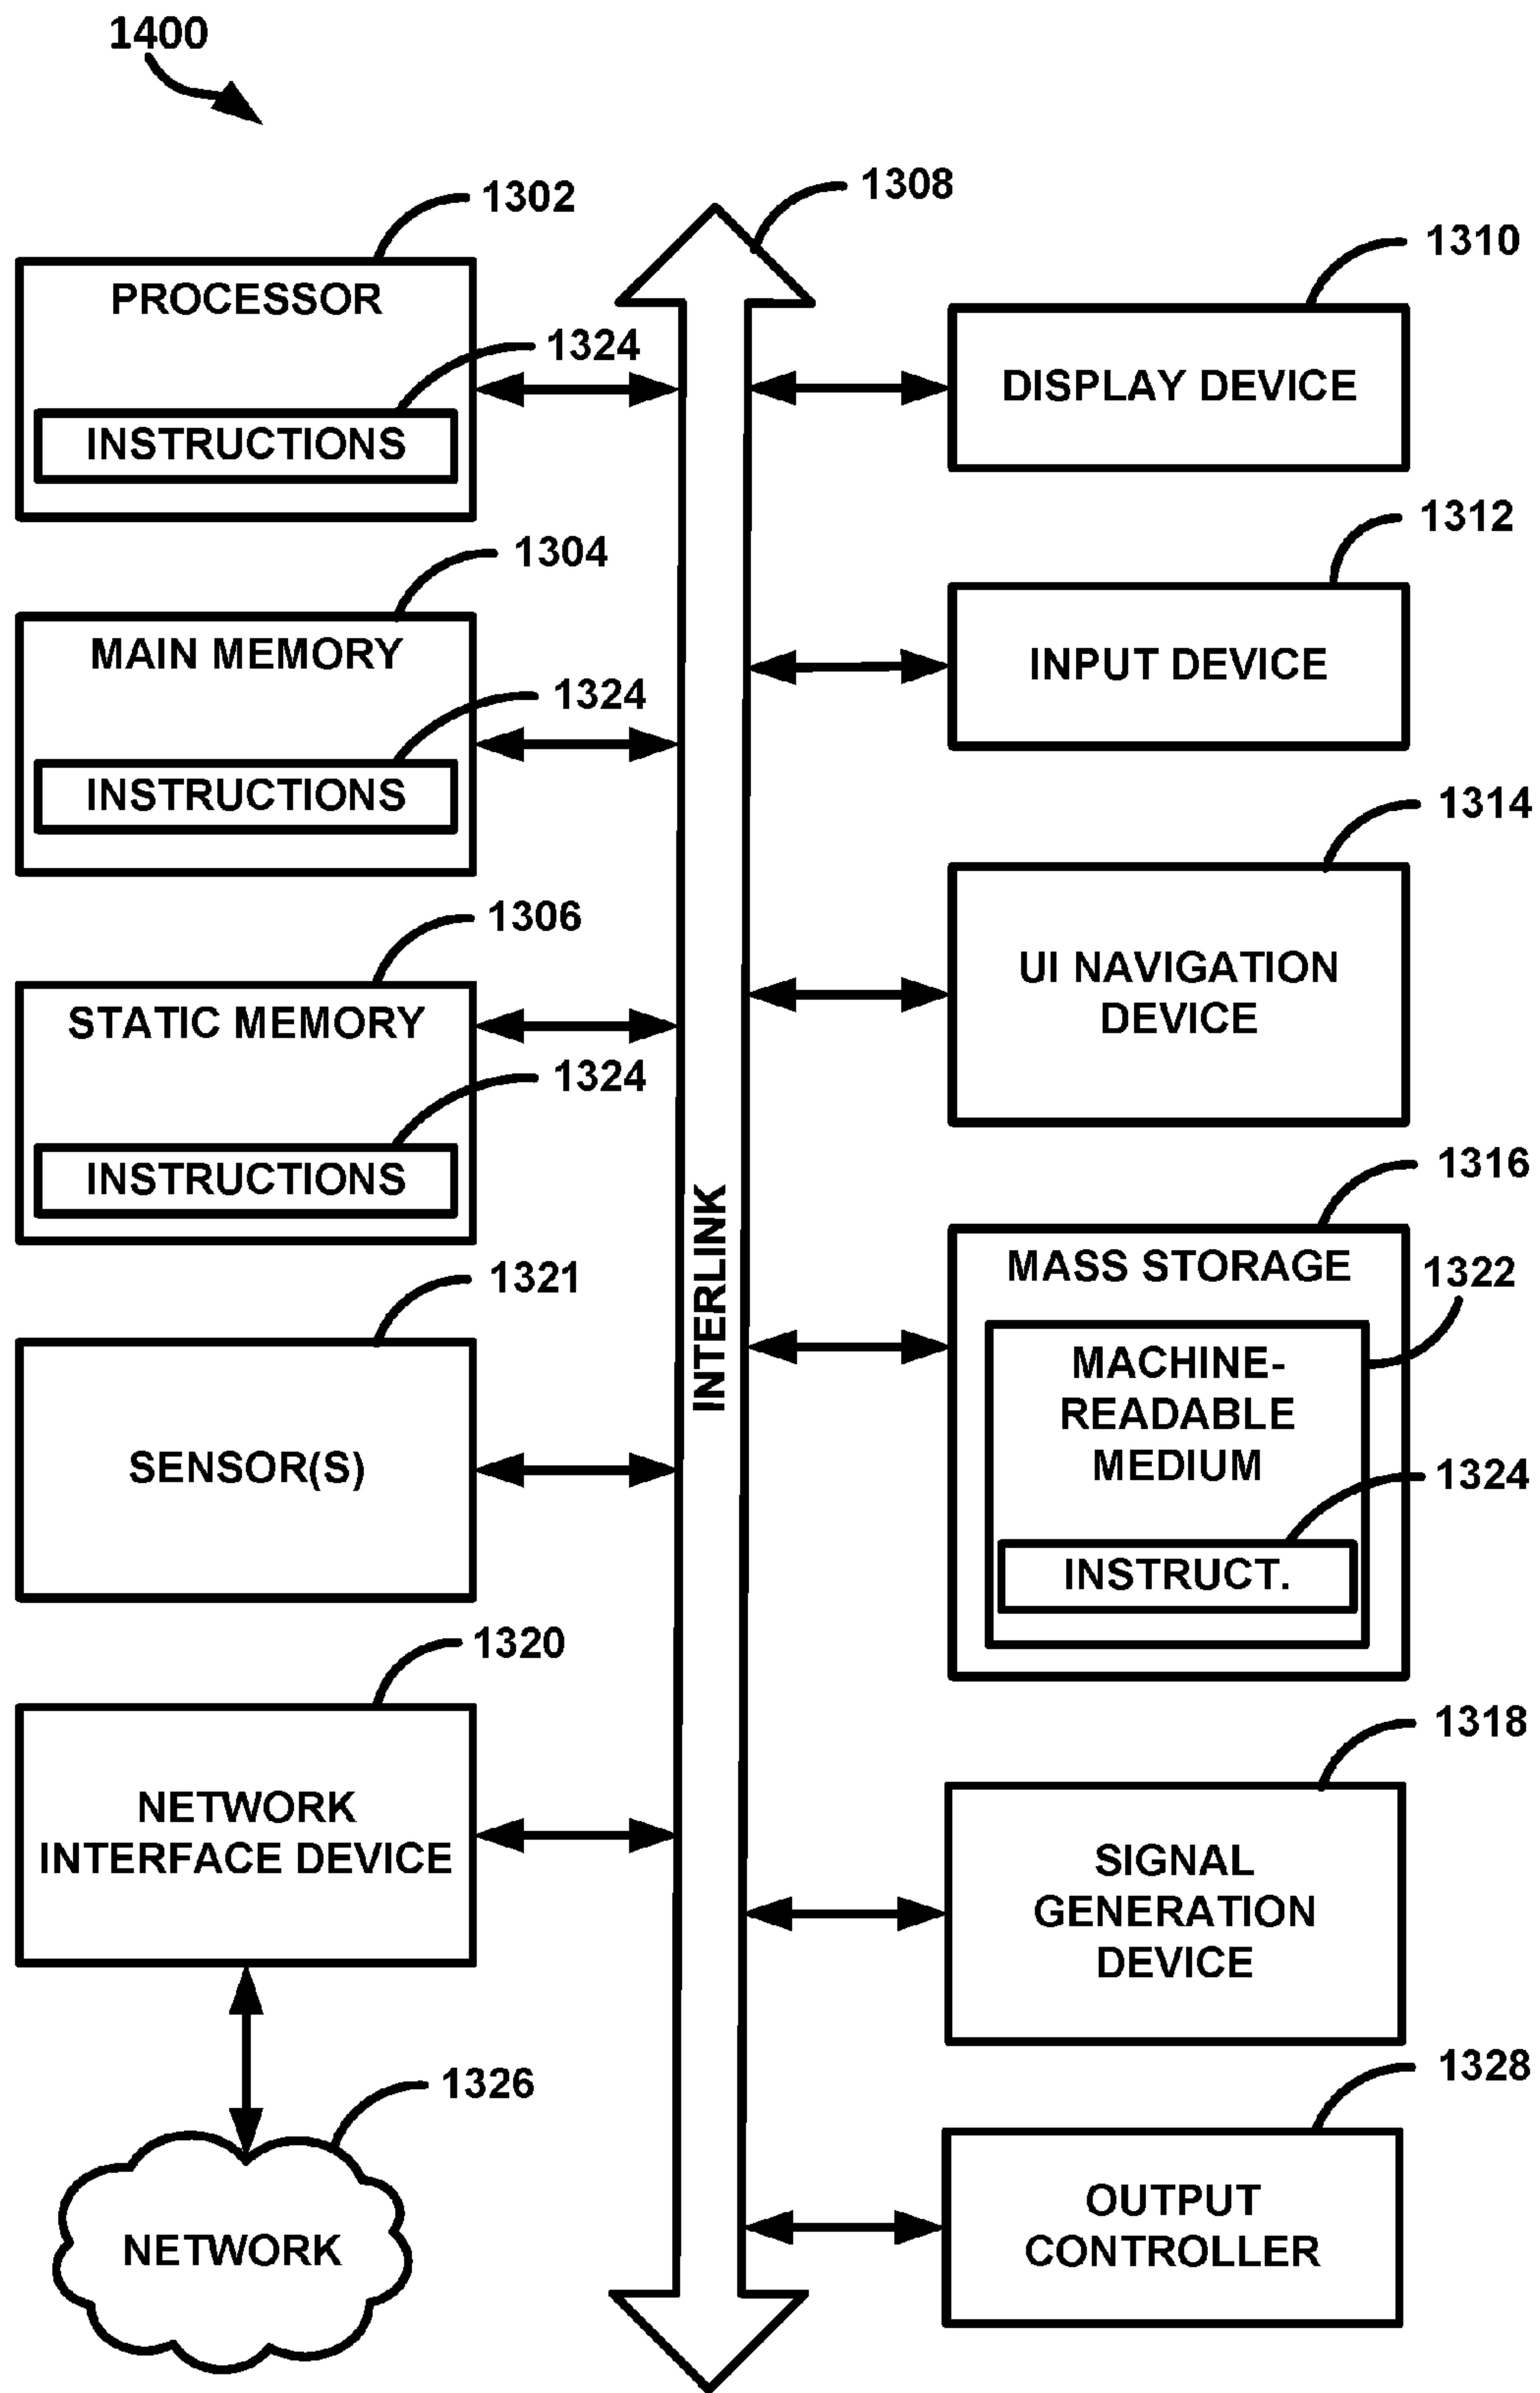 1400
1302
PROCESSOR
1324
INSTRUCTIONS
1304
MAIN MEMORY
1324
INSTRUCTIONS
1306
STATIC MEMORY
1324
INSTRUCTIONS
1321
SENSOR(S)
1320
NETWORK
INTERFACE DEVICE
1326
NETWORK
1308
INTERLINK
1310
DISPLAY DEVICE
1312
INPUT DEVICE
1314
UI NAVIGATION
DEVICE
1316
MASS STORAGE
1322
MACHINE-
READABLE
MEDIUM
1324
INSTRUCT.
1318
SIGNAL
GENERATION
DEVICE
1328
OUTPUT
CONTROLLER